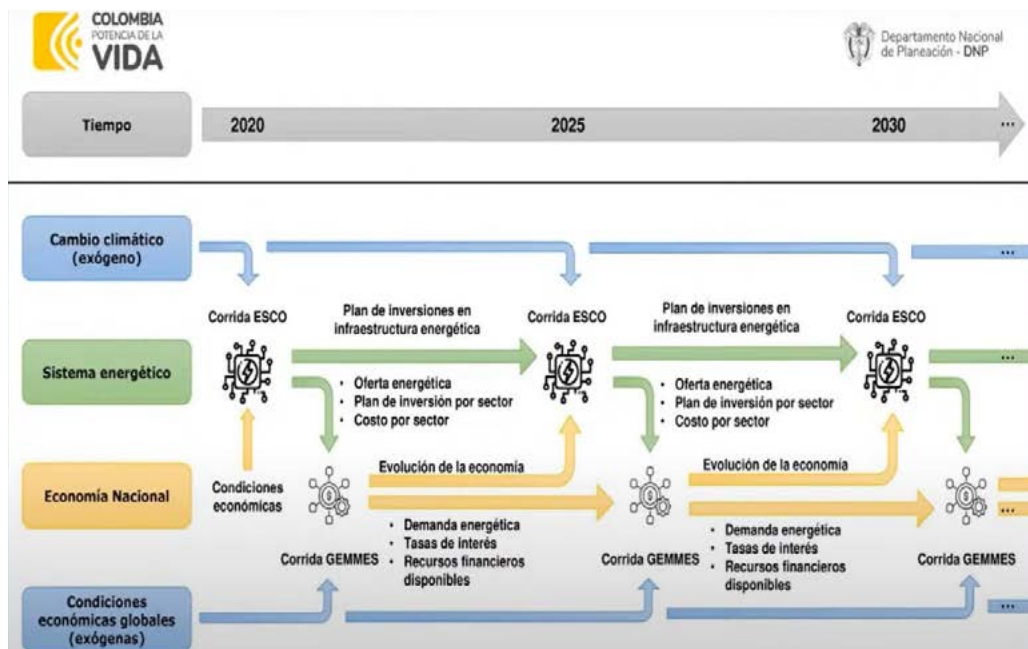 COLOMBIA
POTENCIA DE LA
VIDA
Departamento Nacional
de Planeación - DNP
Tiempo
2020
2025
2030
...
Cambio climático
(exógeno)
...
Corrida ESCO
Plan de inversiones en
infraestructura energética
Corrida ESCO
Plan de inversiones en
infraestructura energética
Corrida ESCO
Sistema energético
...
• Oferta energética
• Plan de inversión por sector
• Costo por sector
• Oferta energética
• Plan de inversión por sector
• Costo por sector
Economía Nacional
Condiciones
económicas
Evolución de la economía
Evolución de la economía
...
...
• Demanda energética
• Tasas de interés
• Recursos financieros
disponibles
• Demanda energética
• Tasas de interés
• Recursos financieros
disponibles
Corrida GEMMES
Corrida GEMMES
Corrida GEMMES
Condiciones
económicas globales
(exógenas)
...